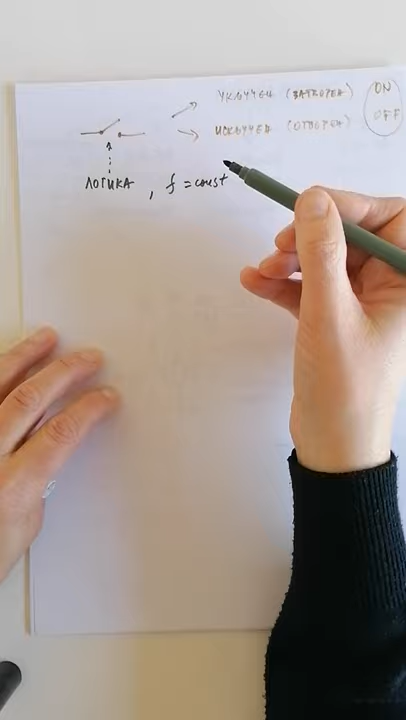 УКЉУЧЕН (ЗАТВОРЕН) ON
ИСКЉУЧЕН (ОТВОРЕН) OFF
ЛОГИКА, f = const